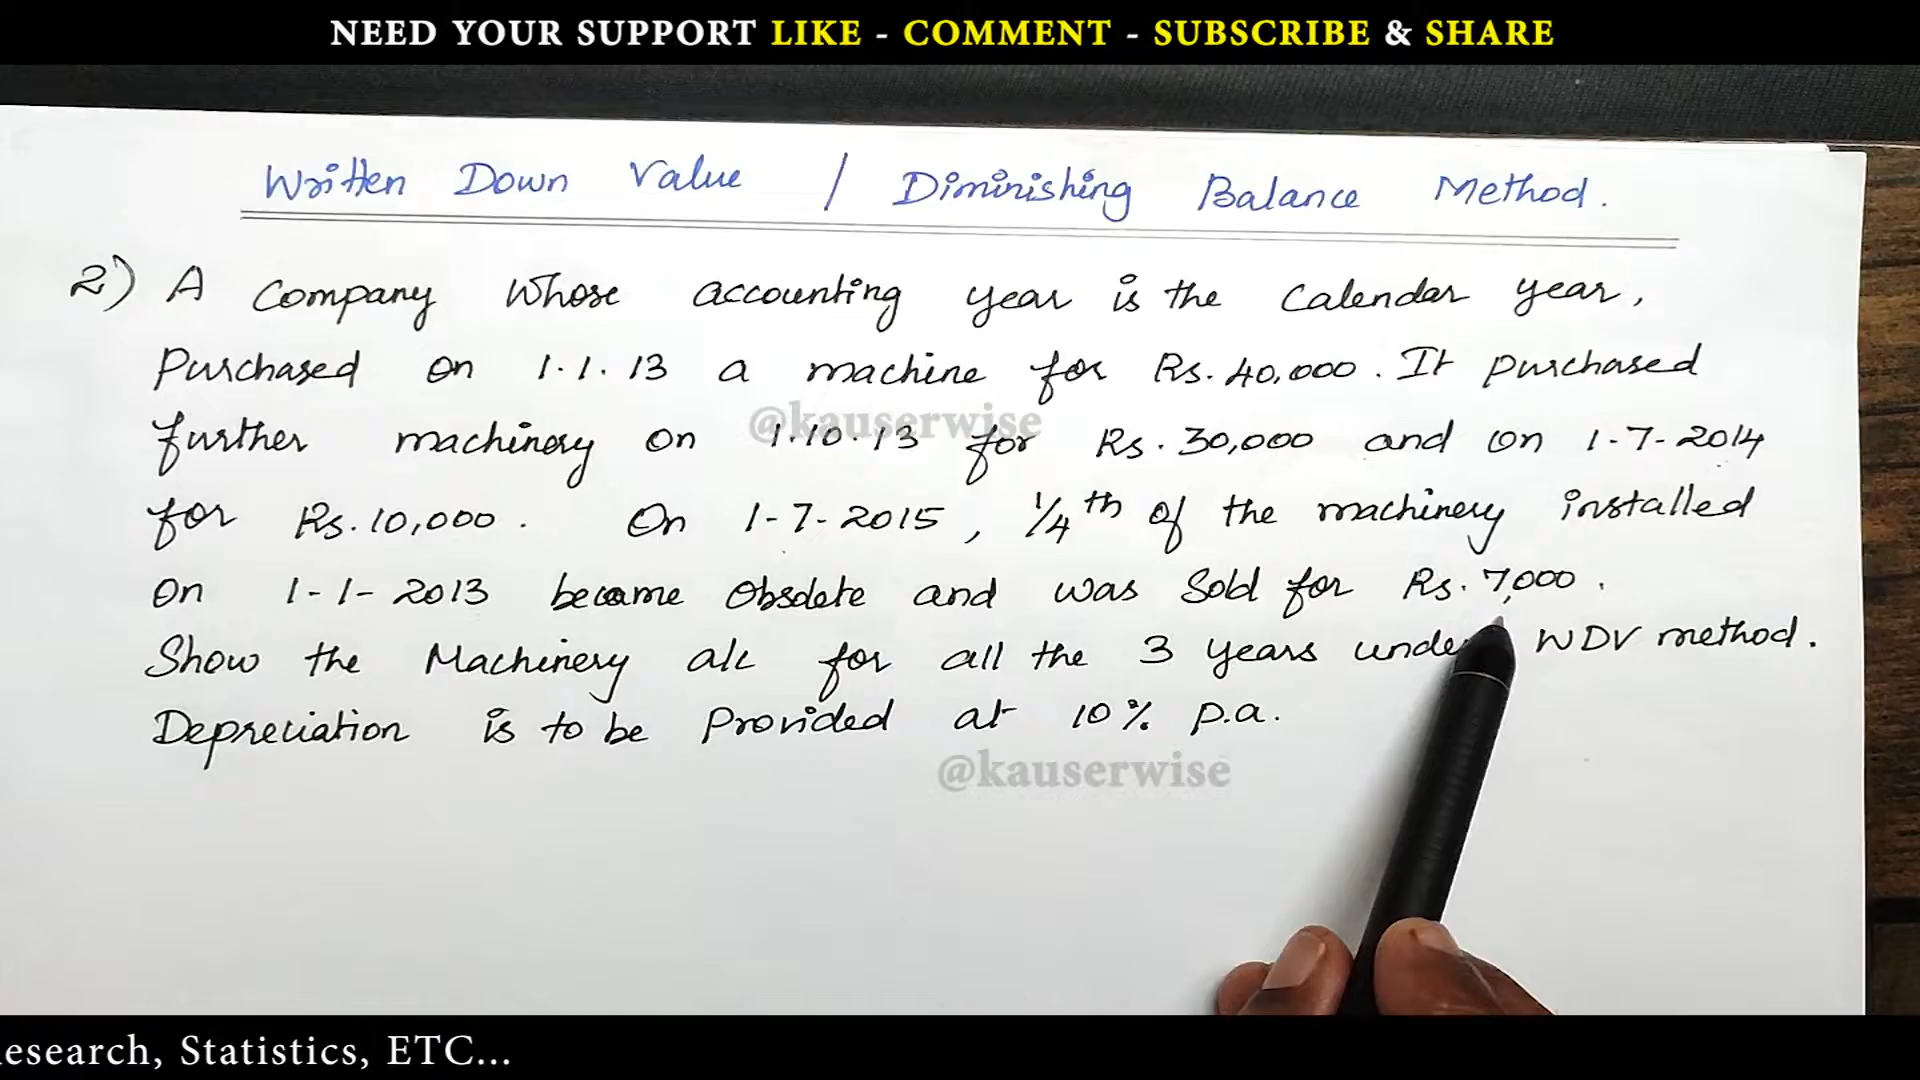 NEED YOUR SUPPORT LIKE - COMMENT - SUBSCRIBE & SHARE
Written Down Value / Diminishing Balance Method.
2) A Company Whose accounting year is the Calendar year,
Purchased on 1.1.13 a machine for Rs.40,000. It purchased
@kauserwise
further machinery on 1.10.13 for Rs.30,000 and on 1-7-2014
for Rs.10,000. On 1-7-2015, 1/4th of the machinery installed
on 1-1-2013 became obsolete and was sold for Rs.7,000.
Show the Machinery a/c for all the 3 years unde WDV method.
Depreciation is to be Provided at 10% p.a.
@kauserwise
esearch, Statistics, ETC...